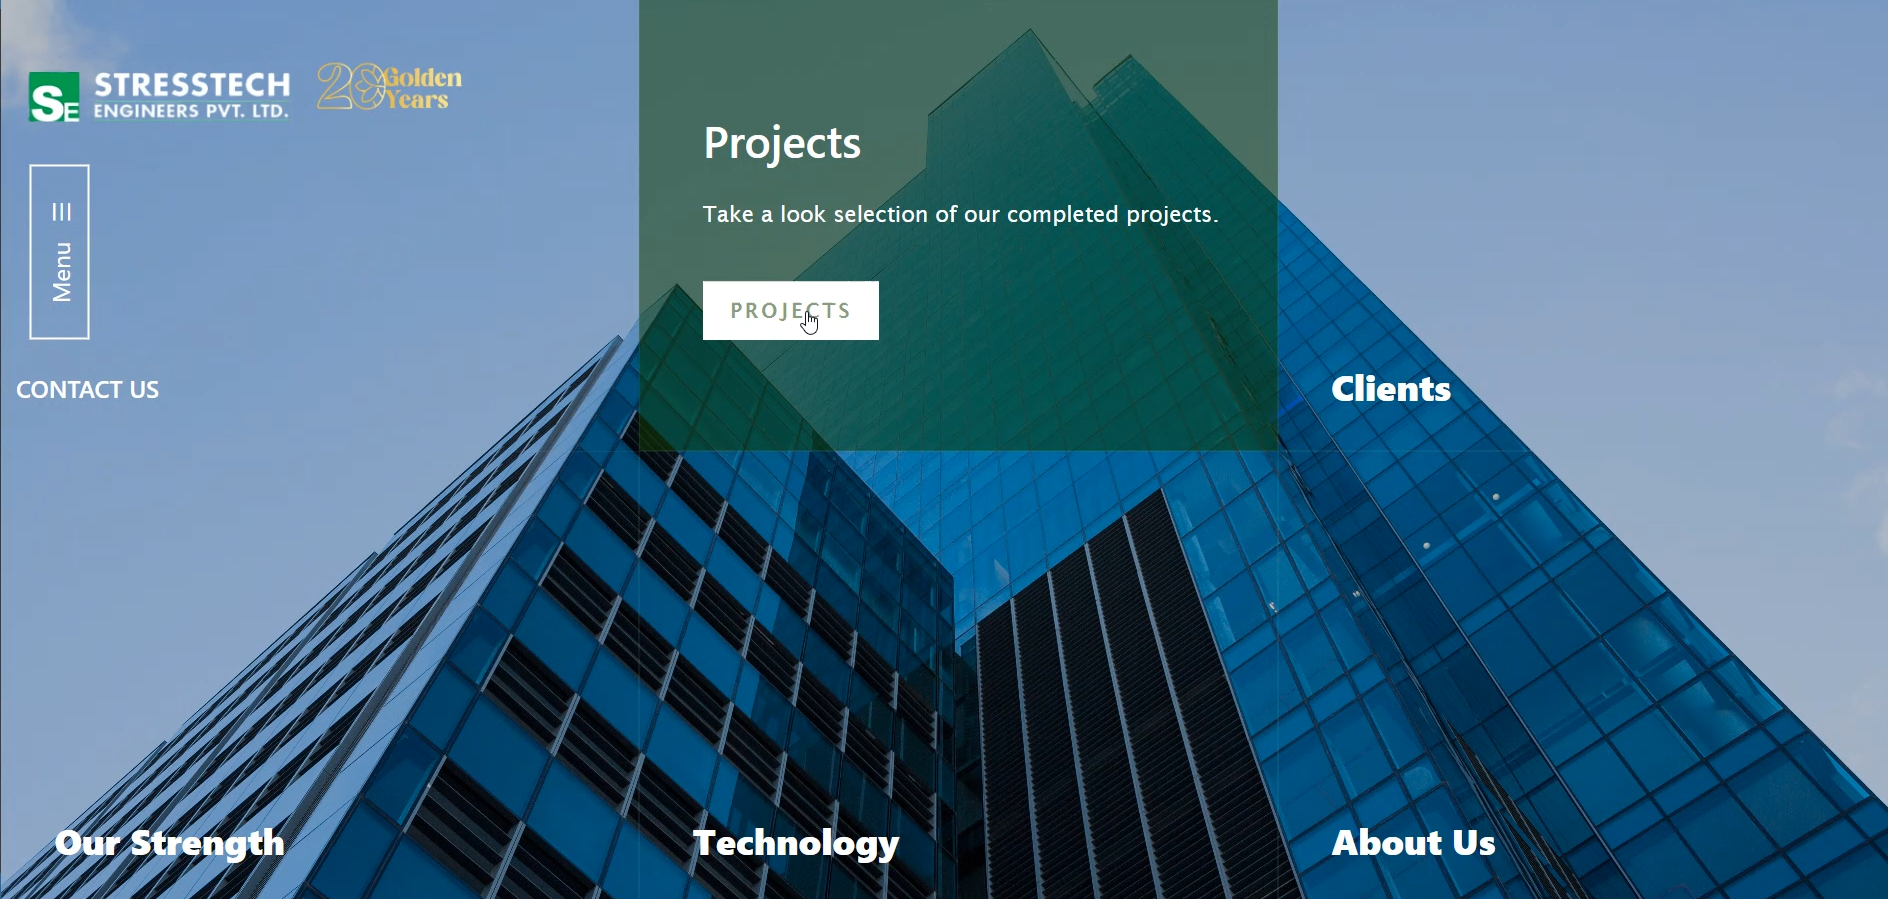 STRESSTECH
ENGINEERS PVT. LTD.
SE
20 Golden
Years
Menu
CONTACT US
Projects
Take a look selection of our completed projects.
PROJECTS
Clients
Our Strength
Technology
About Us